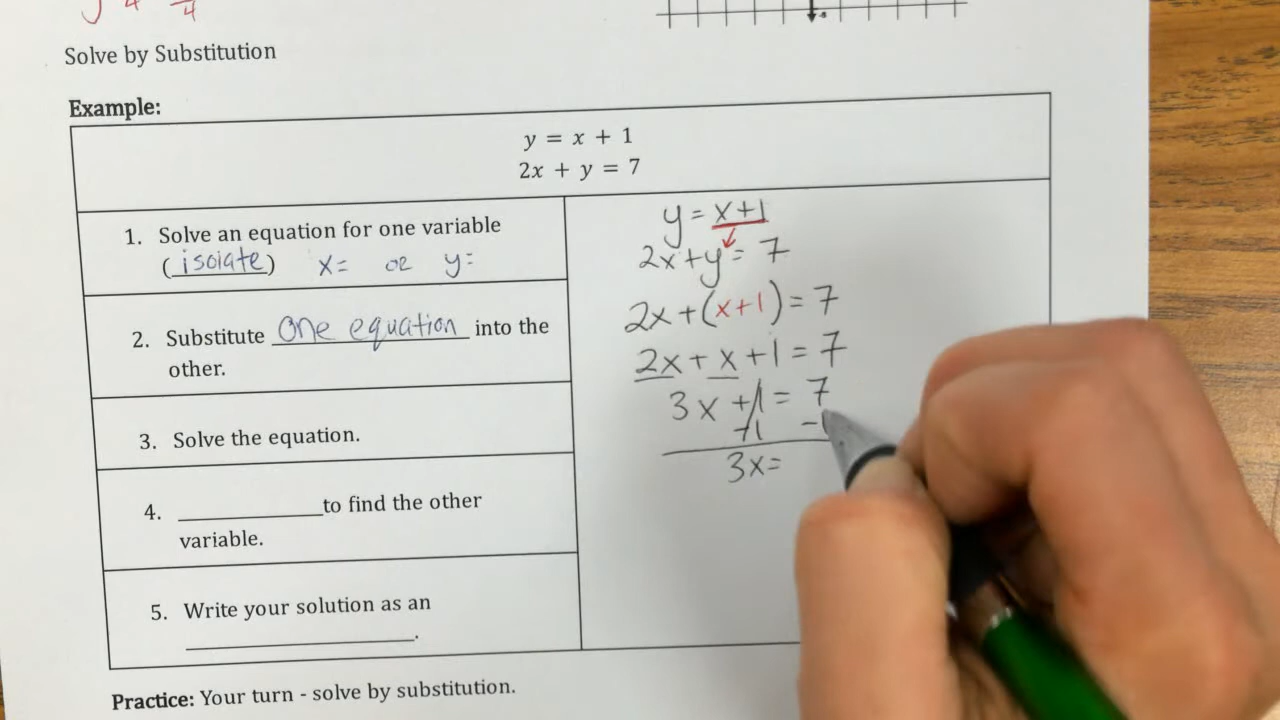 4
4
Solve by Substitution
Example:
y = x + 1
2x + y = 7
1. Solve an equation for one variable
(isolate) x= or y=
2. Substitute one equation into the
other.
3. Solve the equation.
4. ____________to find the other
variable.
5. Write your solution as an
____________________.
y = x+1
2x+y = 7
2x+(x+1) = 7
2x + x +1 = 7
3x +1 = 7
-1 -1
3x=
Practice: Your turn - solve by substitution.